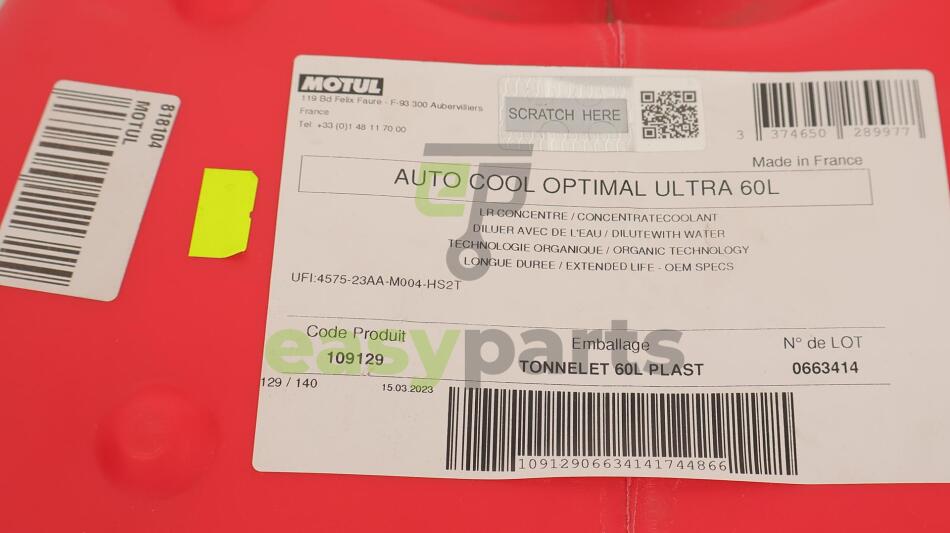 818104
MOTUL
MOTUL
119 Bd Felix Faure - F-93 300 Aubervilliers
France
Tel: +33 (0)1 48 11 70 00
SCRATCH HERE
3 374650 289977
Made in France
AUTO COOL OPTIMAL ULTRA 60L
LR CONCENTRE / CONCENTRATECOOLANT
DILUER AVEC DE L'EAU / DILUTEWITH WATER
TECHNOLOGIE ORGANIQUE / ORGANIC TECHNOLOGY
LONGUE DUREE / EXTENDED LIFE - OEM SPECS
UFI:4575-23AA-M004-HS2T
Code Produit
109129
Emballage
TONNELET 60L PLAST
N° de LOT
0663414
129 / 140
15.03.2023
10912906634141744866
easyparts